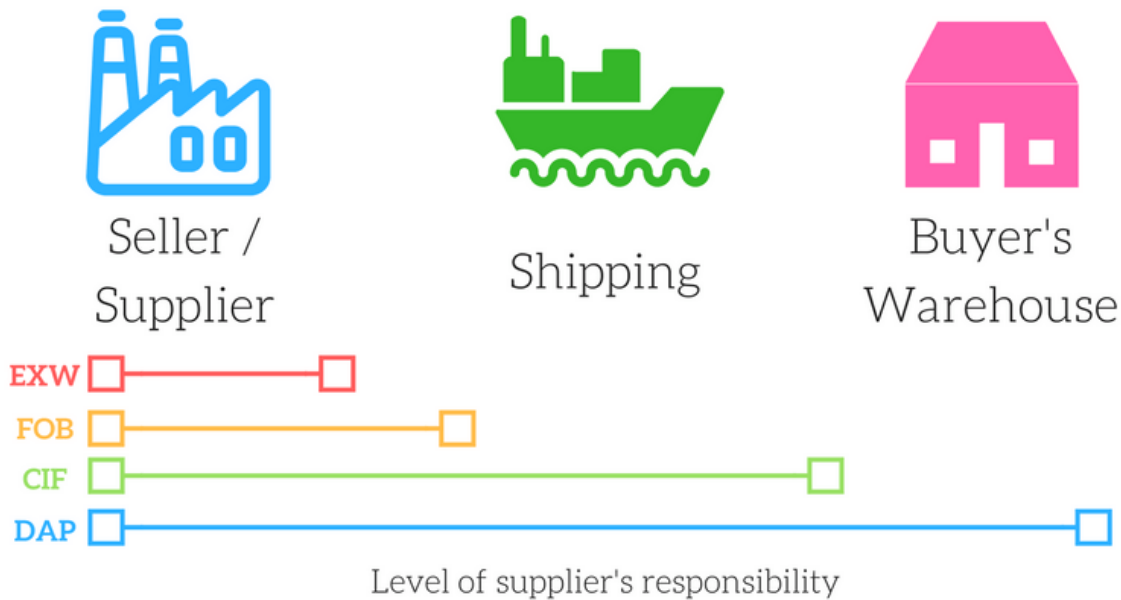 Seller /
Supplier
Shipping
Buyer's
Warehouse
EXW
FOB
CIF
DAP
Level of supplier's responsibility